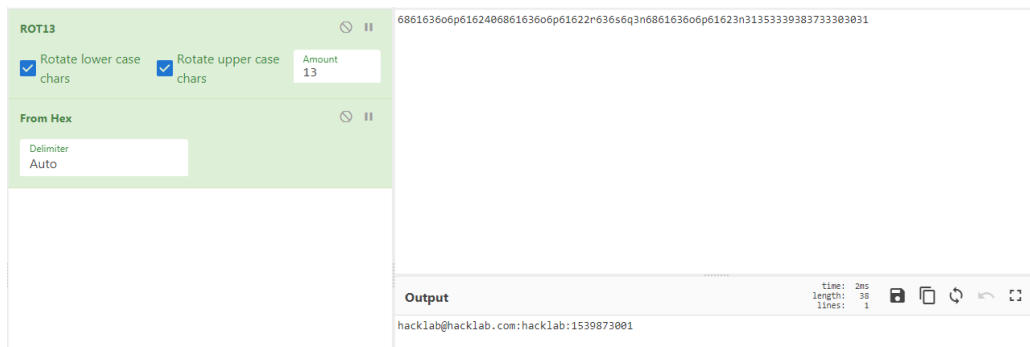 ROT13
Rotate lower case chars
Rotate upper case chars
Amount
13
From Hex
Delimiter
Auto
6861636o6p6162406861636o6p61622r636s6q3n6861636o6p61623n31353339383733303031
Output
time: 2ms
length: 38
lines: 1
hacklab@hacklab.com:hacklab:1539873001